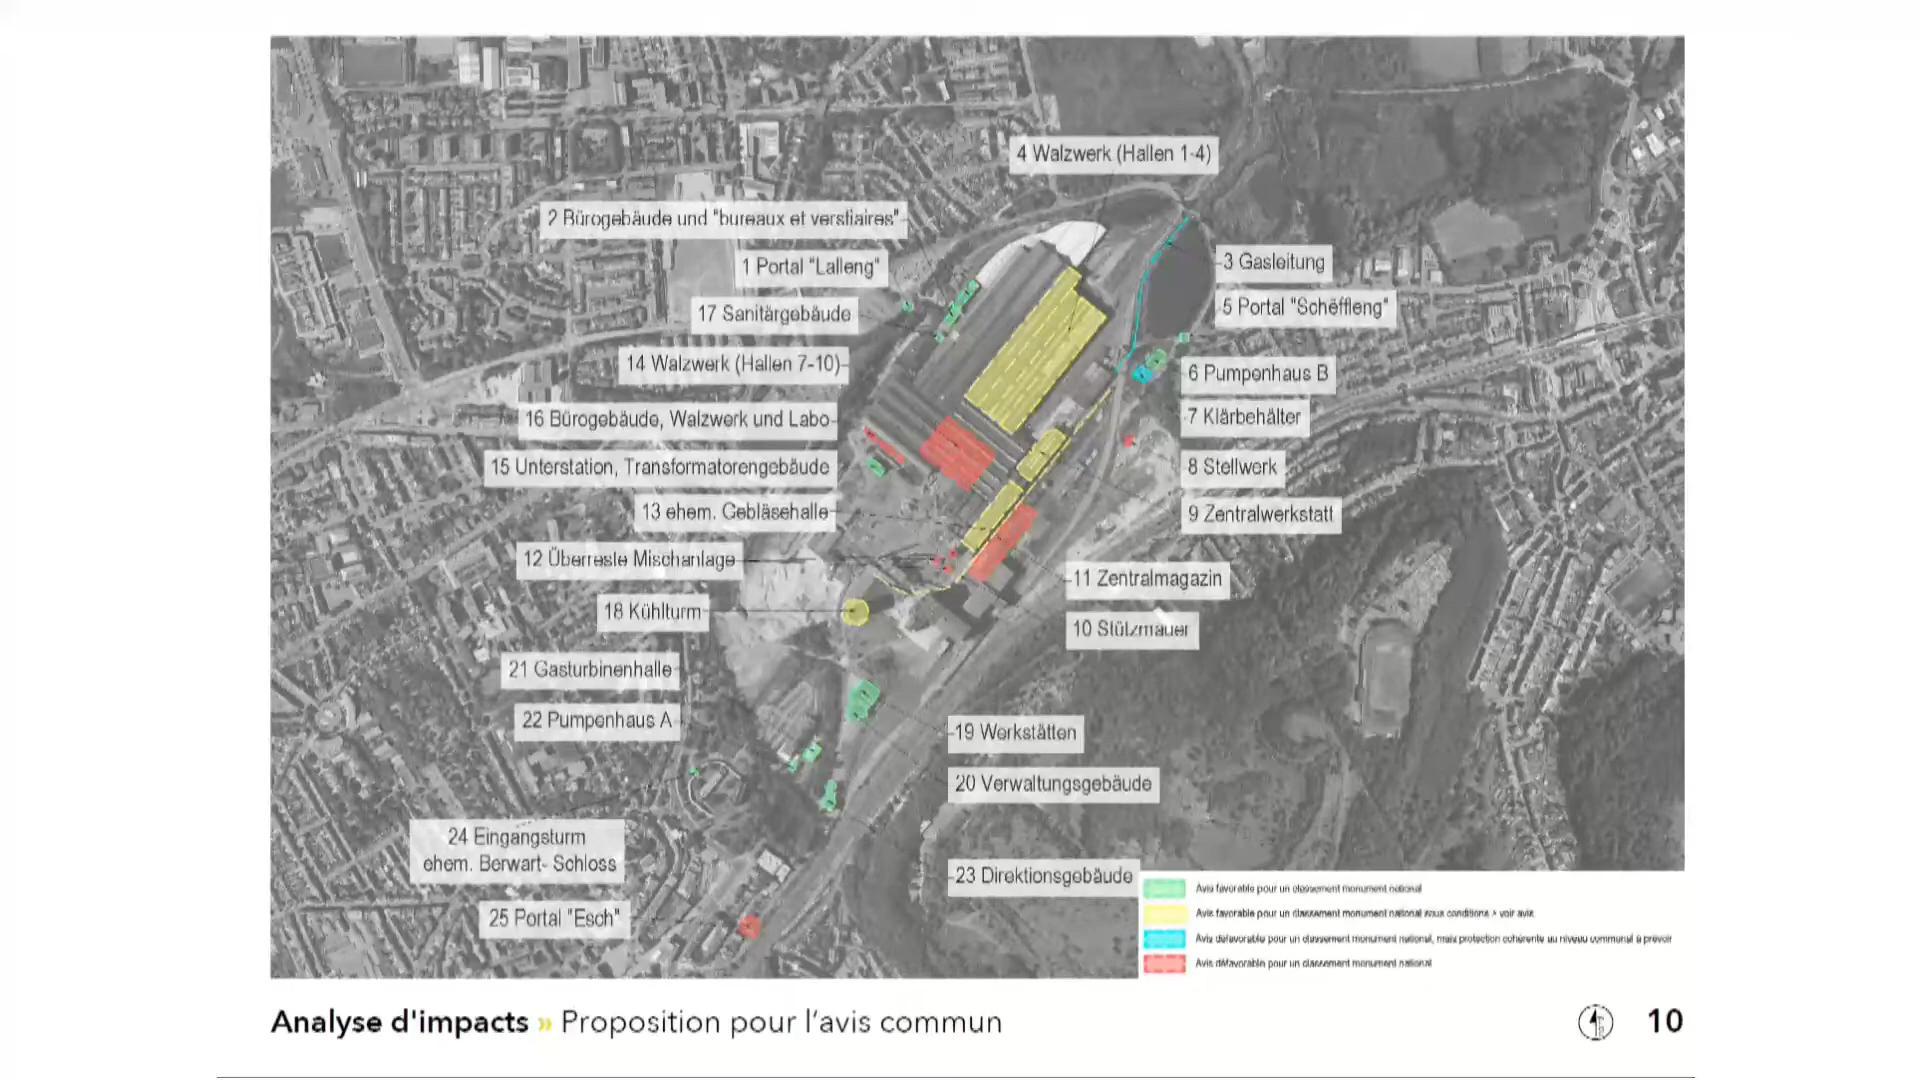 4 Walzwerk (Hallen 1-4)
2 Bürogebäude und "bureaux et verstiaires"
1 Portal "Lalleng"
3 Gasleitung
17 Sanitärgebäude
5 Portal "Schëffleng"
14 Walzwerk (Hallen 7-10)
6 Pumpenhaus B
16 Bürogebäude, Walzwerk und Labo
7 Klärbehälter
15 Unterstation, Transformatorengebäude
8 Stellwerk
13 ehem. Gebläsehalle
9 Zentralwerkstatt
12 Überreste Mischanlage
11 Zentralmagazin
18 Kühlturm
10 Stützmauer
21 Gasturbinenhalle
22 Pumpenhaus A
19 Werkstätten
20 Verwaltungsgebäude
24 Eingangsturm
ehem. Berwart- Schloss
23 Direktionsgebäude
25 Portal "Esch"
Avis favorable pour un classement monument national
Avis favorable pour un classement monument national sous conditions > voir avis
Avis défavorable pour un classement monument national, mais protection cohérente au niveau communal à prévoir
Avis défavorable pour un classement monument national
Analyse d'impacts » Proposition pour l'avis commun
10